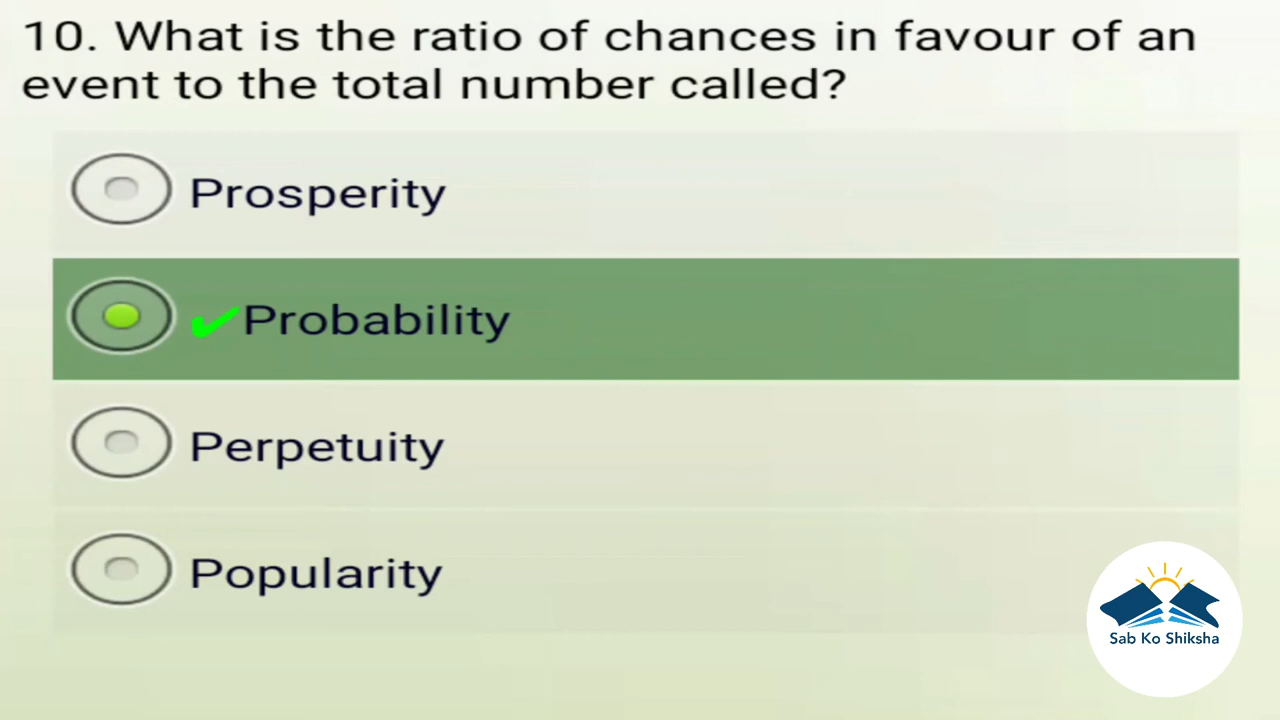 10. What is the ratio of chances in favour of an
event to the total number called?
Prosperity
✔Probability
Perpetuity
Popularity
Sab Ko Shiksha